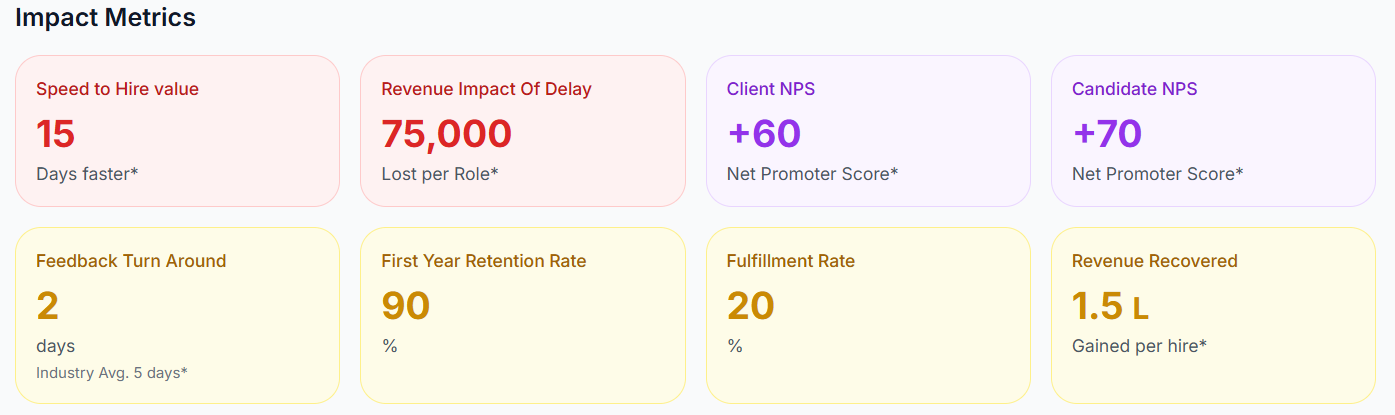 Impact Metrics
Speed to Hire value
15
Days faster*
Revenue Impact Of Delay
75,000
Lost per Role*
Client NPS
+60
Net Promoter Score*
Candidate NPS
+70
Net Promoter Score*
Feedback Turn Around
2
days
Industry Avg. 5 days*
First Year Retention Rate
90
%
Fulfillment Rate
20
%
Revenue Recovered
1.5 L
Gained per hire*